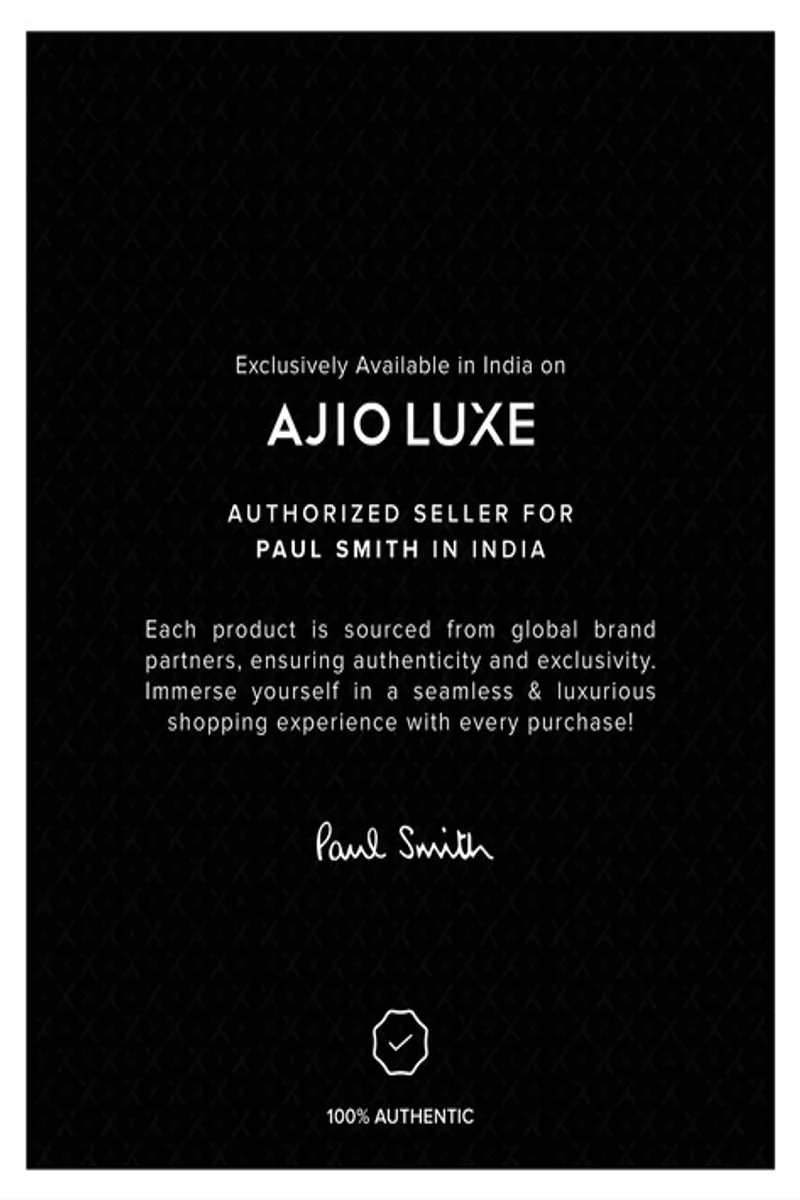 Exclusively Available in India on
AJIO LUXE
AUTHORIZED SELLER FOR
PAUL SMITH IN INDIA
Each product is sourced from global brand
partners, ensuring authenticity and exclusivity.
Immerse yourself in a seamless & luxurious
shopping experience with every purchase!
Paul Smith
100% AUTHENTIC